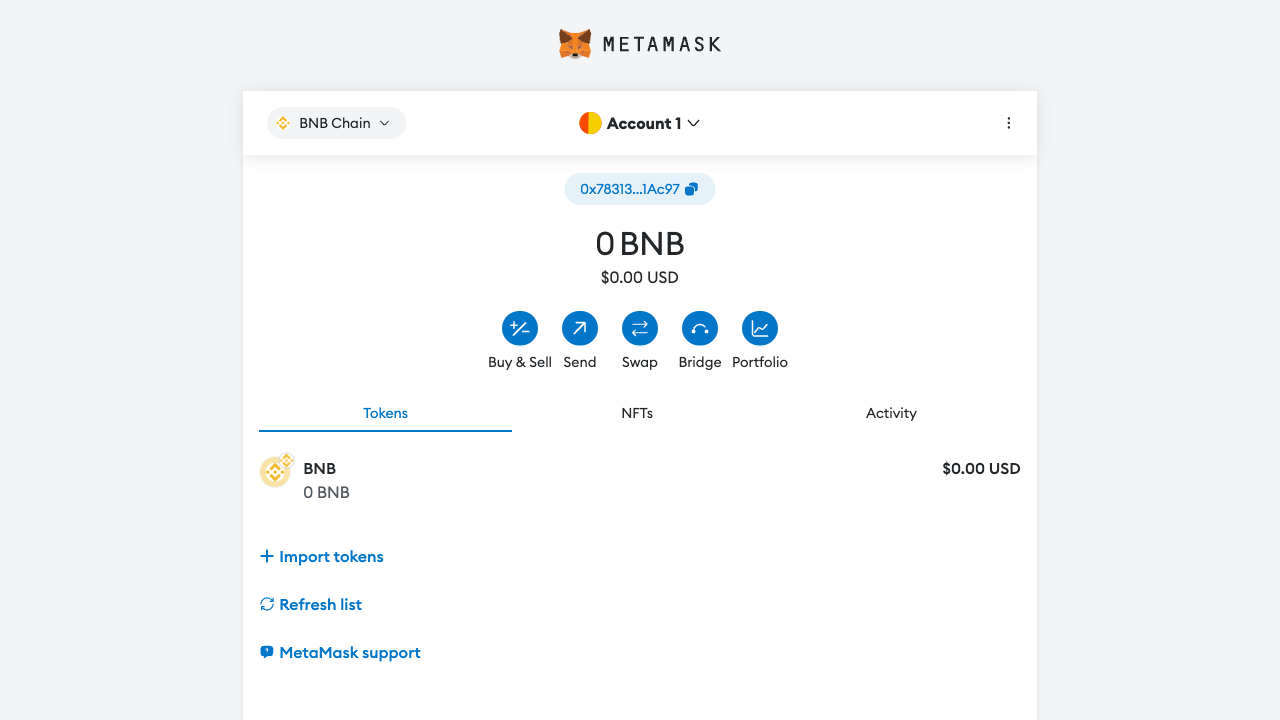 METAMASK
BNB Chain
Account 1
0x78313...1Ac97
0 BNB
$0.00 USD
Buy & Sell
Send
Swap
Bridge
Portfolio
Tokens
NFTs
Activity
BNB
$0.00 USD
0 BNB
Import tokens
Refresh list
MetaMask support